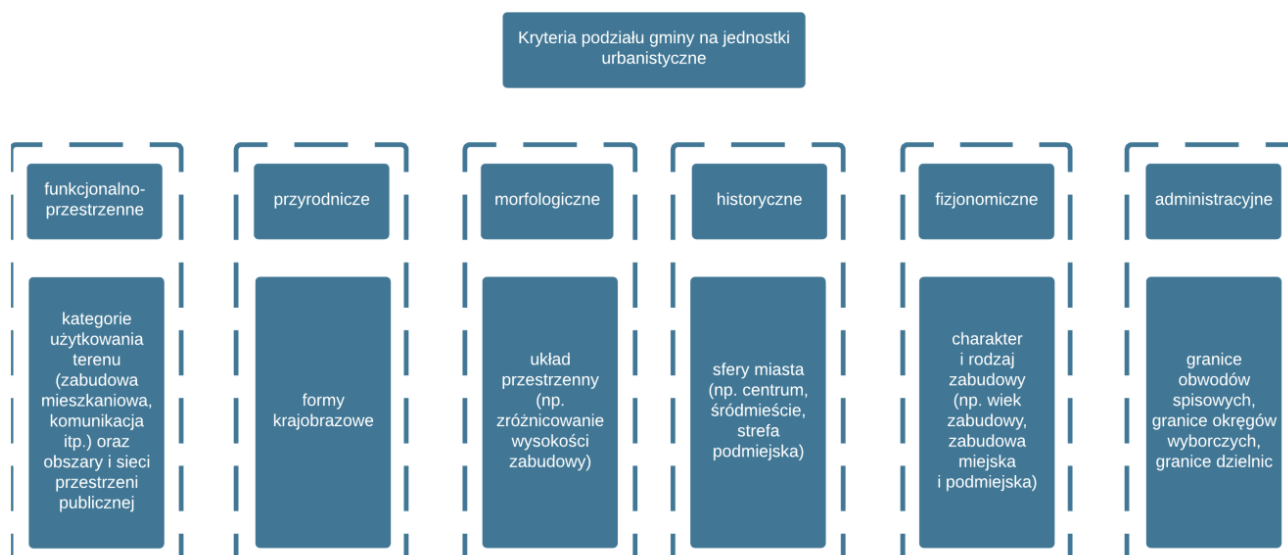 Kryteria podziału gminy na jednostki
urbanistyczne
funkcjonalno-
przestrzenne
przyrodnicze
morfologiczne
historyczne
fizjonomiczne
administracyjne
kategorie
użytkowania
terenu
(zabudowa
mieszkaniowa,
komunikacja
itp.) oraz
obszary i sieci
przestrzeni
publicznej
formy
krajobrazowe
układ
przestrzenny
(np.
zróżnicowanie
wysokości
zabudowy)
sfery miasta
(np. centrum,
śródmieście,
strefa
podmiejska)
charakter
i rodzaj
zabudowy
(np. wiek
zabudowy,
zabudowa
miejska
i podmiejska)
granice
obwodów
spisowych,
granice okręgów
wyborczych,
granice dzielnic